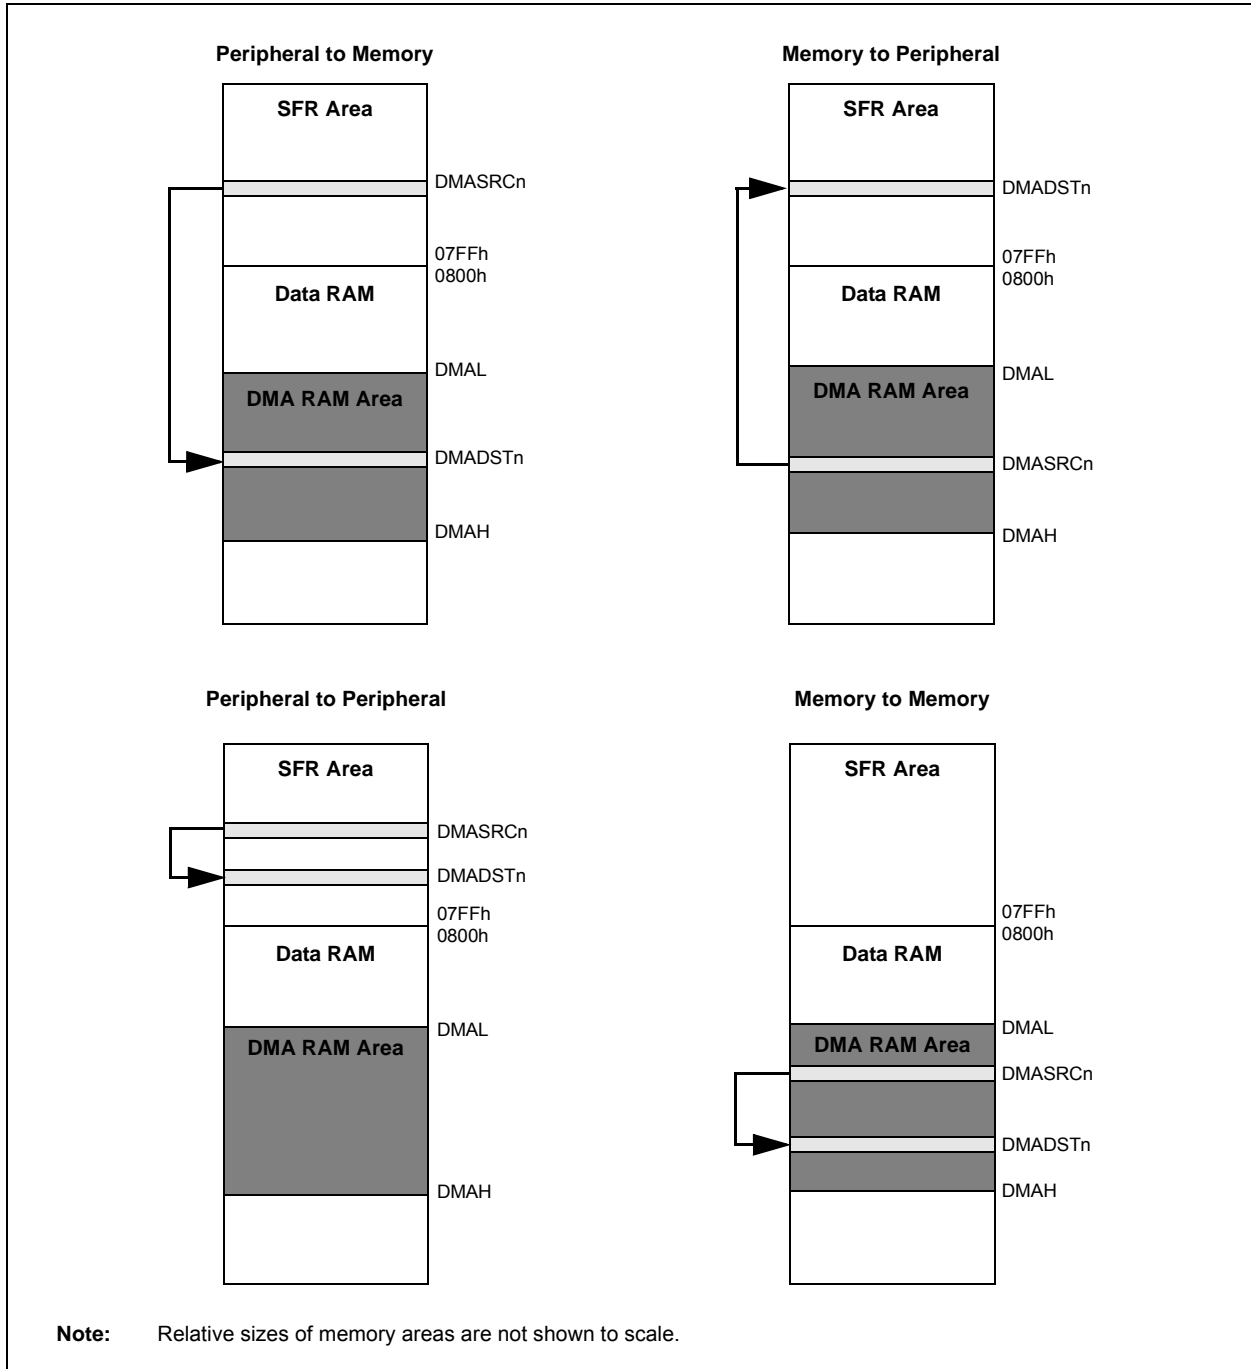 Peripheral to Memory
SFR Area
DMASRCn
07FFh
0800h
Data RAM
DMAL
DMA RAM Area
DMADSTn
DMAH
Memory to Peripheral
SFR Area
DMADSTn
07FFh
0800h
Data RAM
DMAL
DMA RAM Area
DMASRCn
DMAH
Peripheral to Peripheral
SFR Area
DMASRCn
DMADSTn
07FFh
0800h
Data RAM
DMAL
DMA RAM Area
DMAH
Memory to Memory
SFR Area
07FFh
0800h
Data RAM
DMAL
DMA RAM Area
DMASRCn
DMADSTn
DMAH
Note: Relative sizes of memory areas are not shown to scale.